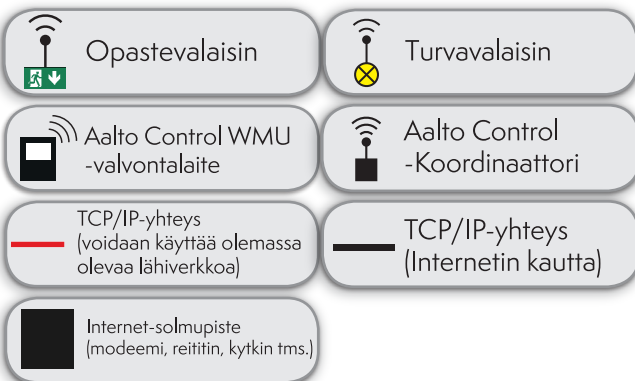 Opastevalaisin
Turvavalaisin
Aalto Control WMU
-valvontalaite
Aalto Control
-Koordinaattori
TCP/IP-yhteys
(voidaan käyttää olemassa
olevaa lähiverkkoa)
TCP/IP-yhteys
(Internetin kautta)
Internet-solmupiste
(modeemi, reititin, kytkin tms.)